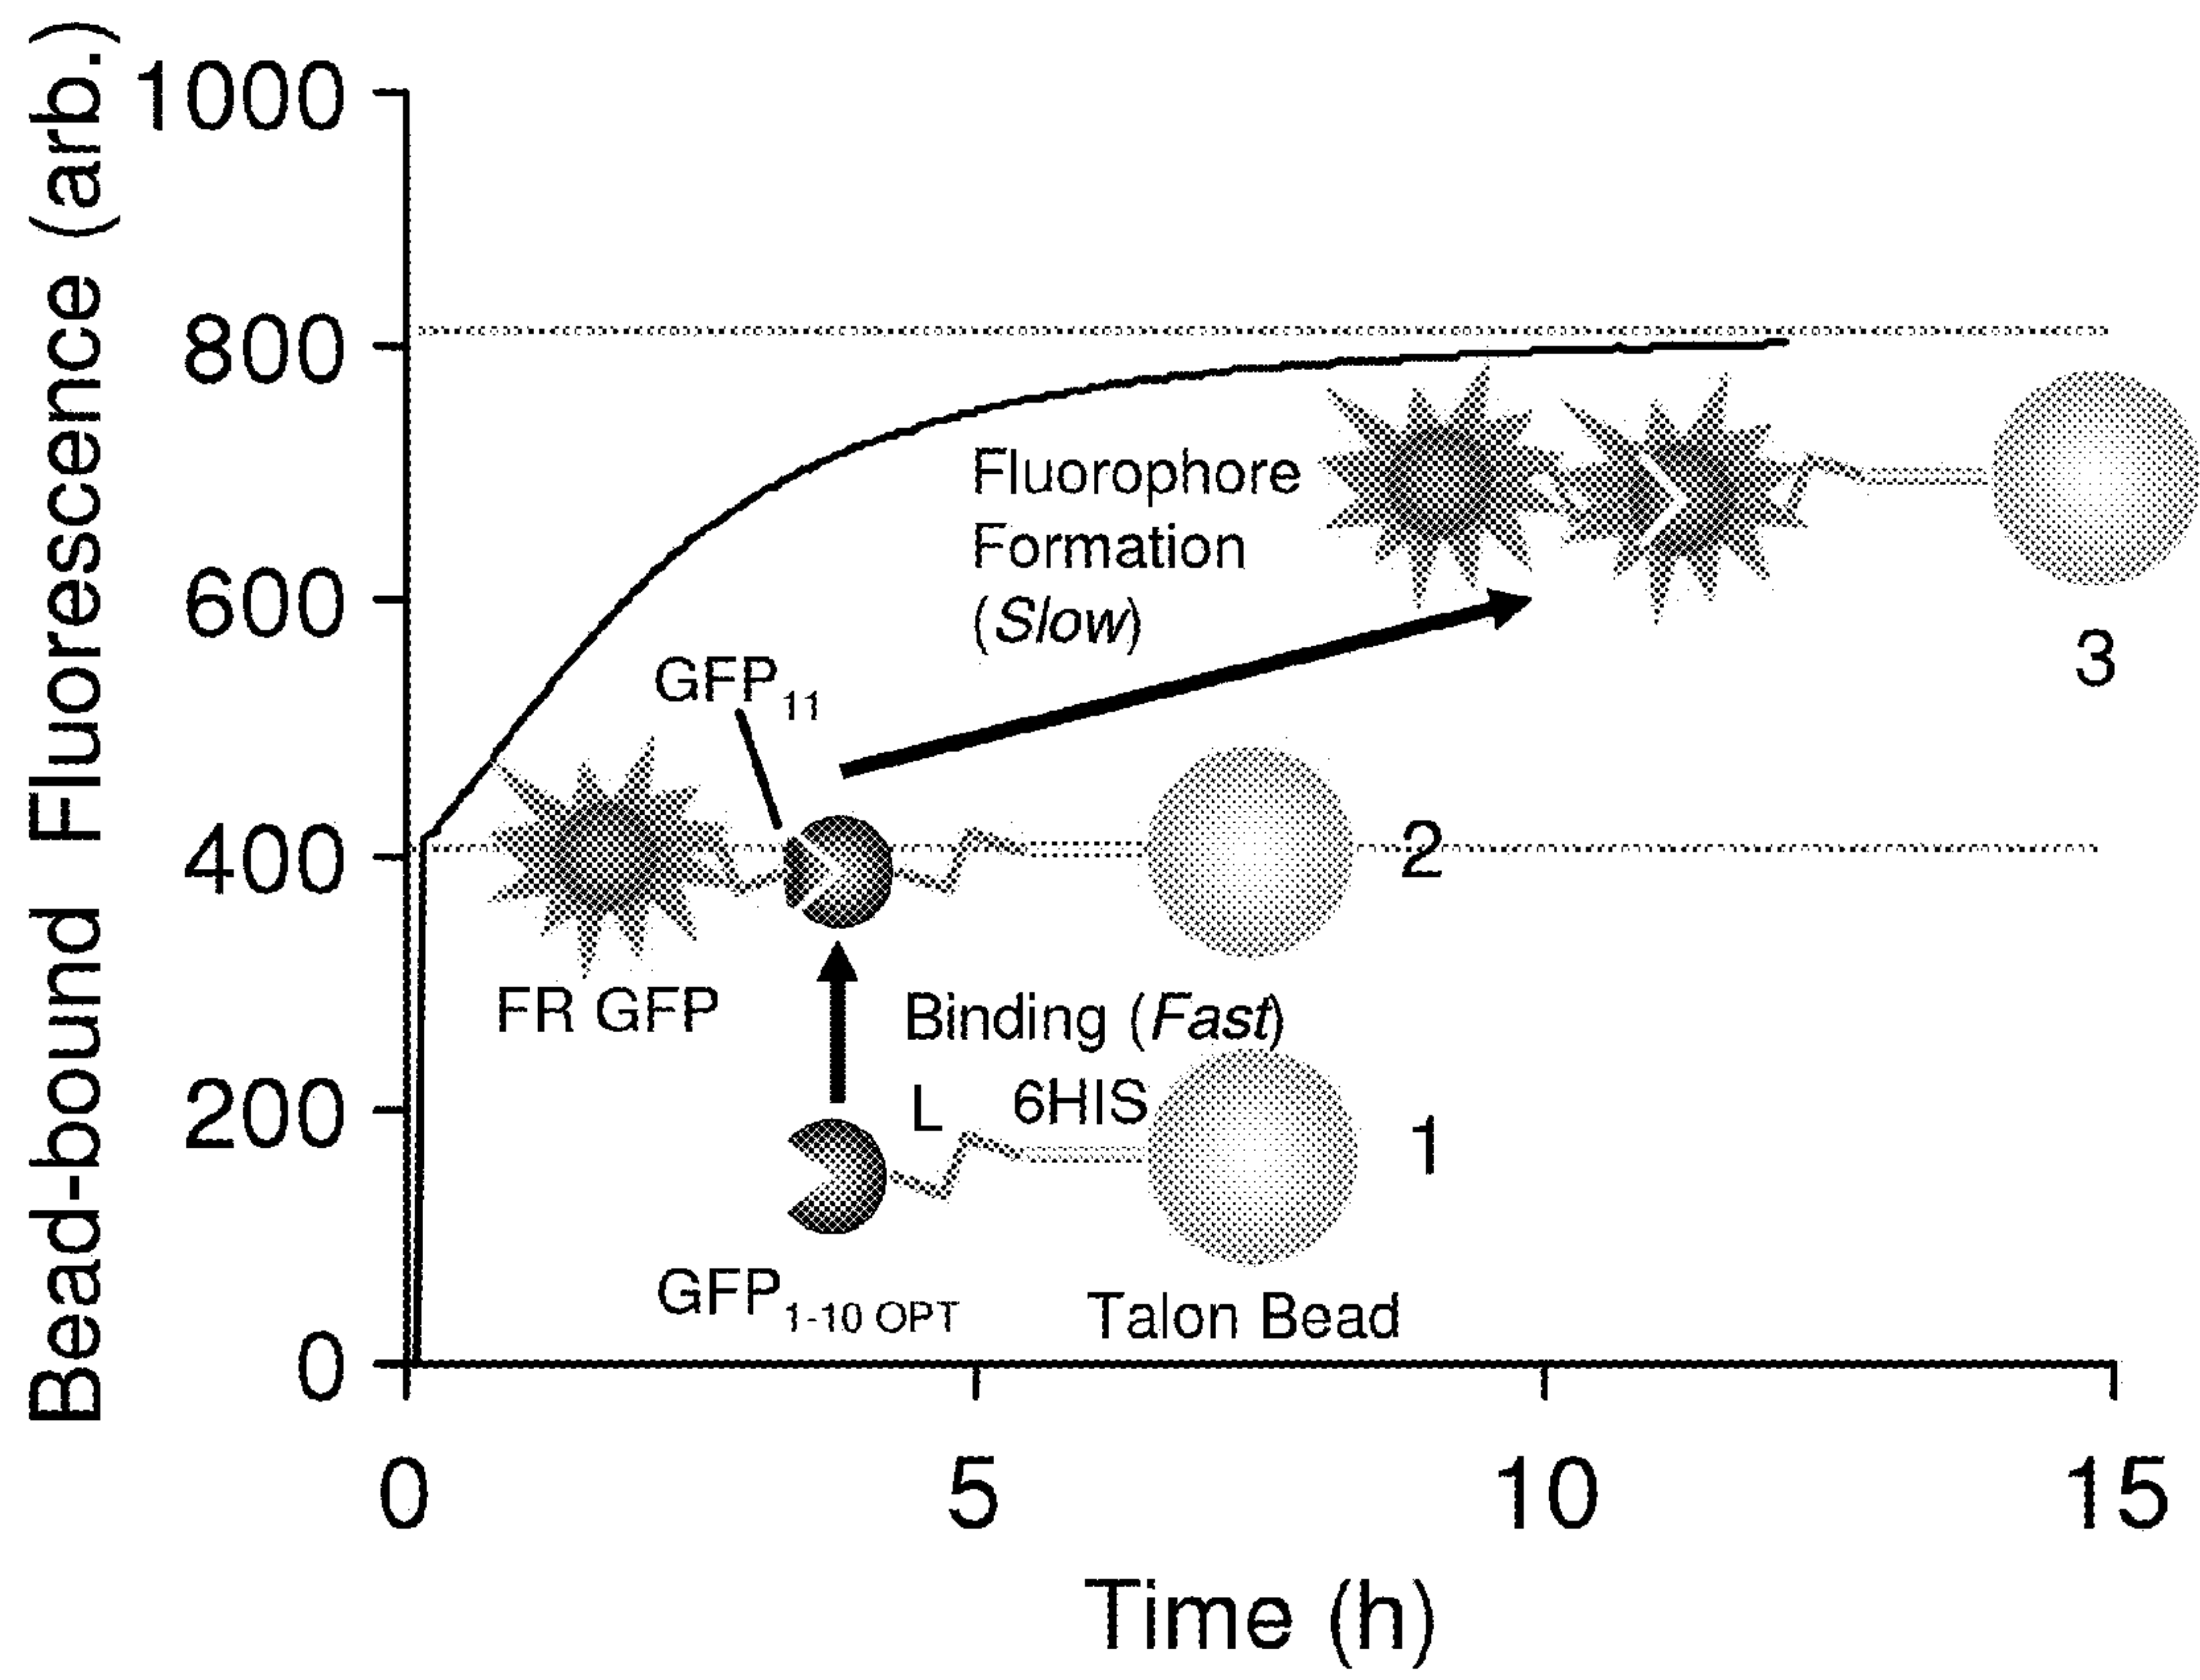 Bead-bound Fluorescence (arb.)
1000
800
600
400
200
0
Fluorophore
Formation
(Slow)
3
GFP11
2
FR GFP
Binding (Fast)
L
6HIS
1
GFP1-10 OPT
Talon Bead
0
5
10
15
Time (h)